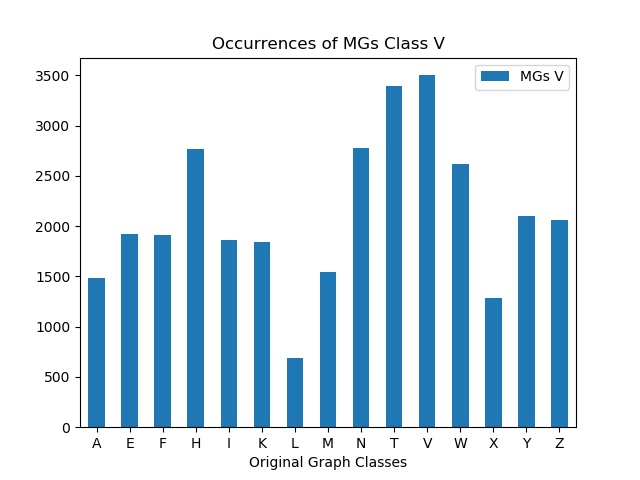 Occurrences of MGs Class V
MGs V
3500
3000
2500
2000
1500
1000
500
0
A E F H I K L M N T V W X Y Z
Original Graph Classes